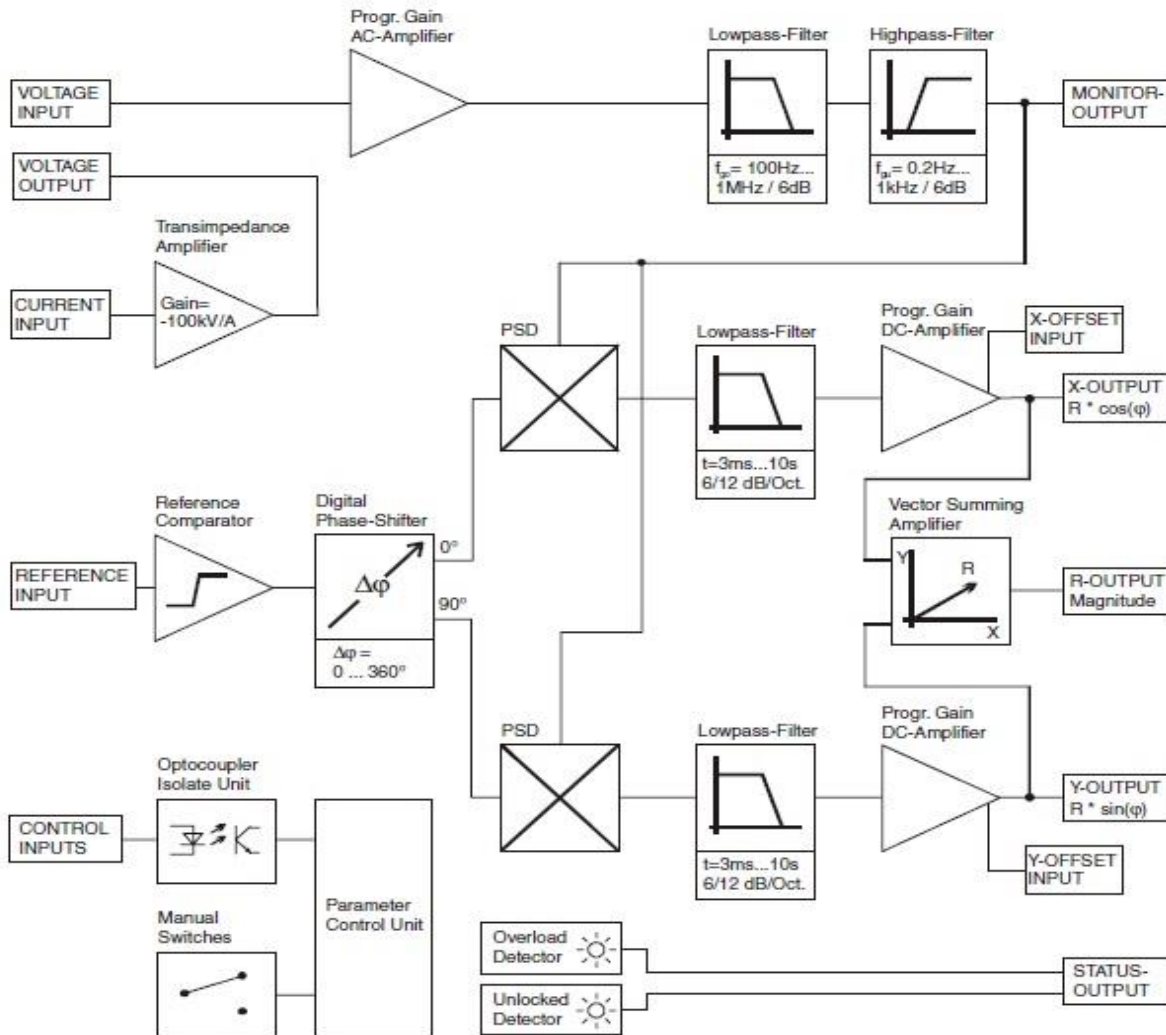 Progr. Gain
AC-Amplifier
Lowpass-Filter
Highpass-Filter
VOLTAGE
INPUT
MONITOR-
OUTPUT
VOLTAGE
OUTPUT
f = 100Hz...
1MHz / 6dB
f = 0.2Hz...
1kHz / 6dB
Transimpedance
Amplifier
CURRENT
INPUT
Gain=
-100kV/A
PSD
Lowpass-Filter
Progr. Gain
DC-Amplifier
X-OFFSET
INPUT
X-OUTPUT
R * cos(φ)
t=3ms...10s
6/12 dB/Oct.
Reference
Comparator
Digital
Phase-Shifter
0°
Vector Summing
Amplifier
REFERENCE
INPUT
Δφ
90°
Y
R
X
R-OUTPUT
Magnitude
Δφ =
0 ... 360°
PSD
Lowpass-Filter
Progr. Gain
DC-Amplifier
Optocoupler
Isolate Unit
Y-OUTPUT
R * sin(φ)
CONTROL
INPUTS
t=3ms...10s
6/12 dB/Oct.
Y-OFFSET
INPUT
Manual
Switches
Parameter
Control Unit
Overload
Detector
Unlocked
Detector
STATUS-
OUTPUT